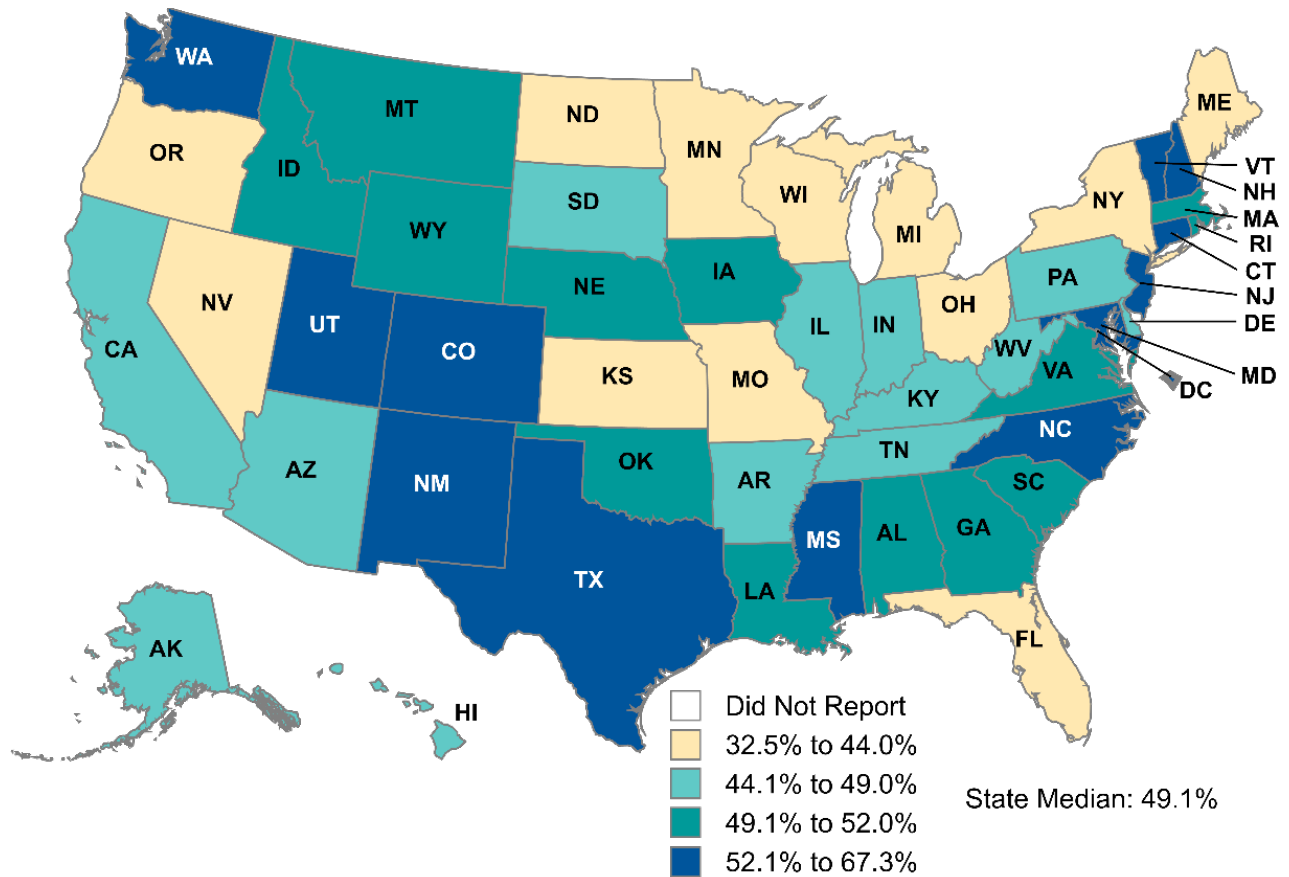 WA
MT
ND
MN
ME
OR
ID
VT
NH
SD
WI
NY
MA
WY
MI
RI
IA
CT
NE
PA
NJ
NV
OH
DE
UT
IL
IN
CA
CO
WV
MD
KS
MO
VA
DC
KY
NC
AZ
OK
TN
NM
AR
SC
MS
AL
GA
TX
LA
FL
AK
HI
Did Not Report
32.5% to 44.0%
44.1% to 49.0%
State Median: 49.1%
49.1% to 52.0%
52.1% to 67.3%